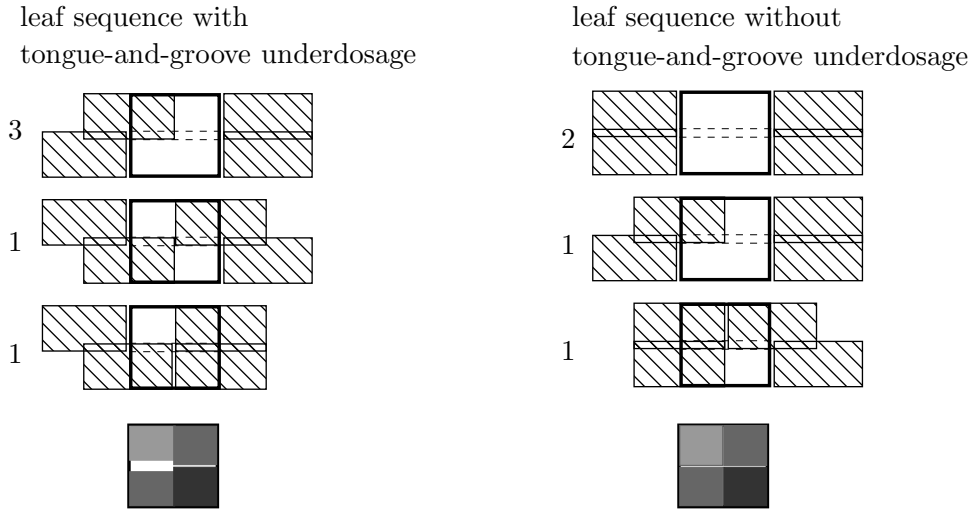 leaf sequence with
tongue-and-groove underdosage
3
1
1
leaf sequence without
tongue-and-groove underdosage
2
1
1